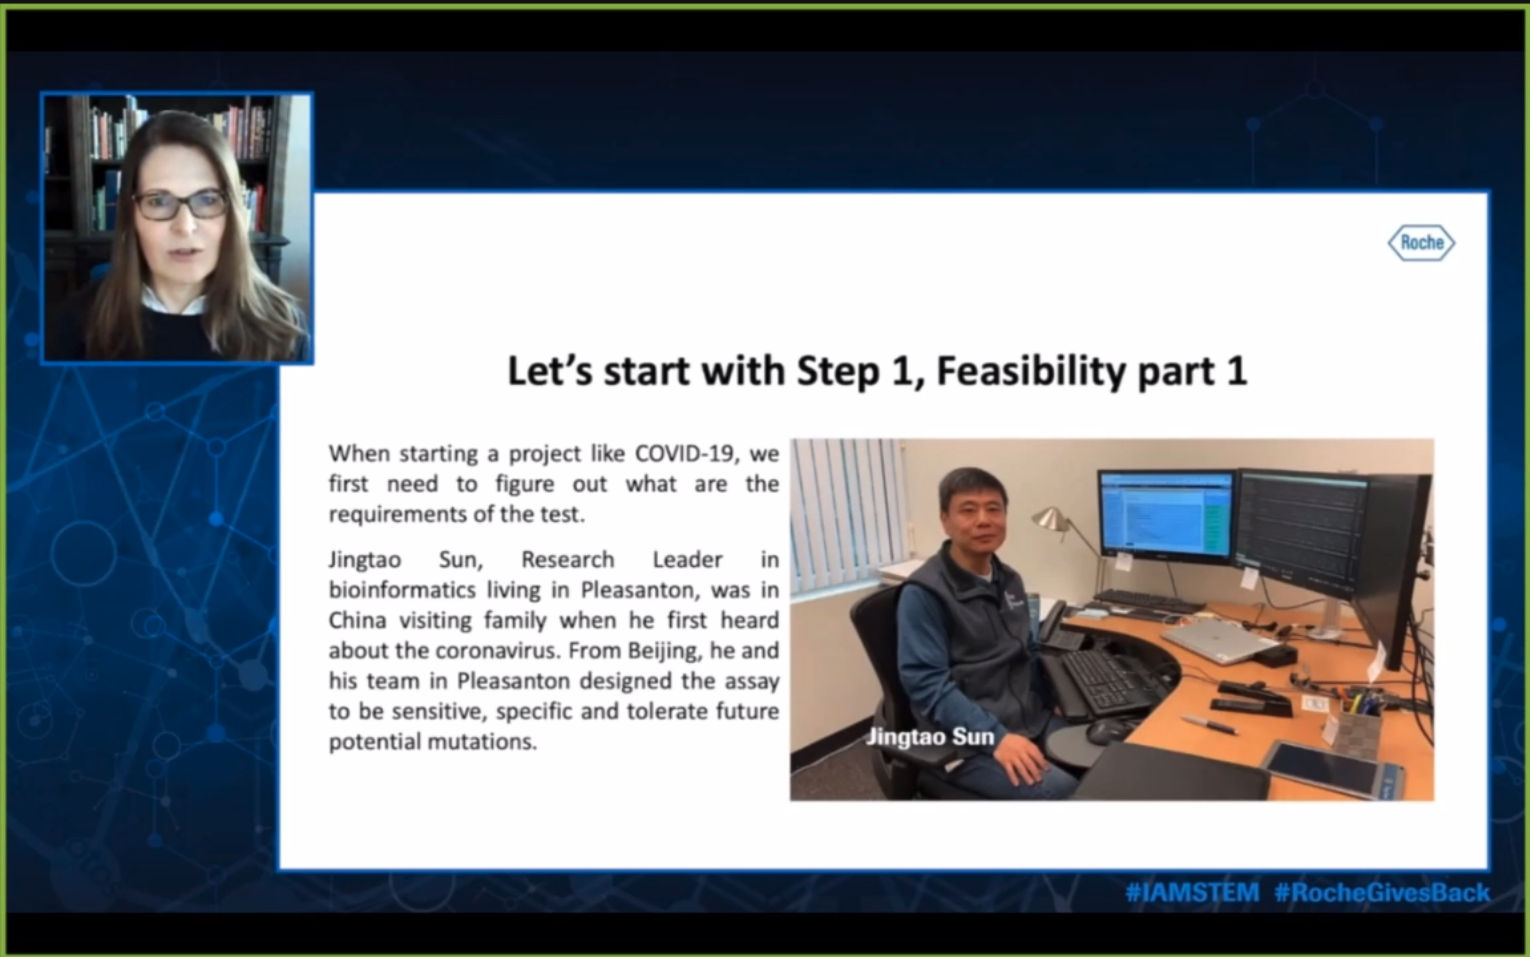 Roche
Let's start with Step 1, Feasibility part 1
When starting a project like COVID-19, we
first need to figure out what are the
requirements of the test.
Jingtao Sun, Research Leader in
bioinformatics living in Pleasanton, was in
China visiting family when he first heard
about the coronavirus. From Beijing, he and
his team in Pleasanton designed the assay
to be sensitive, specific and tolerate future
potential mutations.
Jingtao Sun
#IAMSTEM #RocheGivesBack